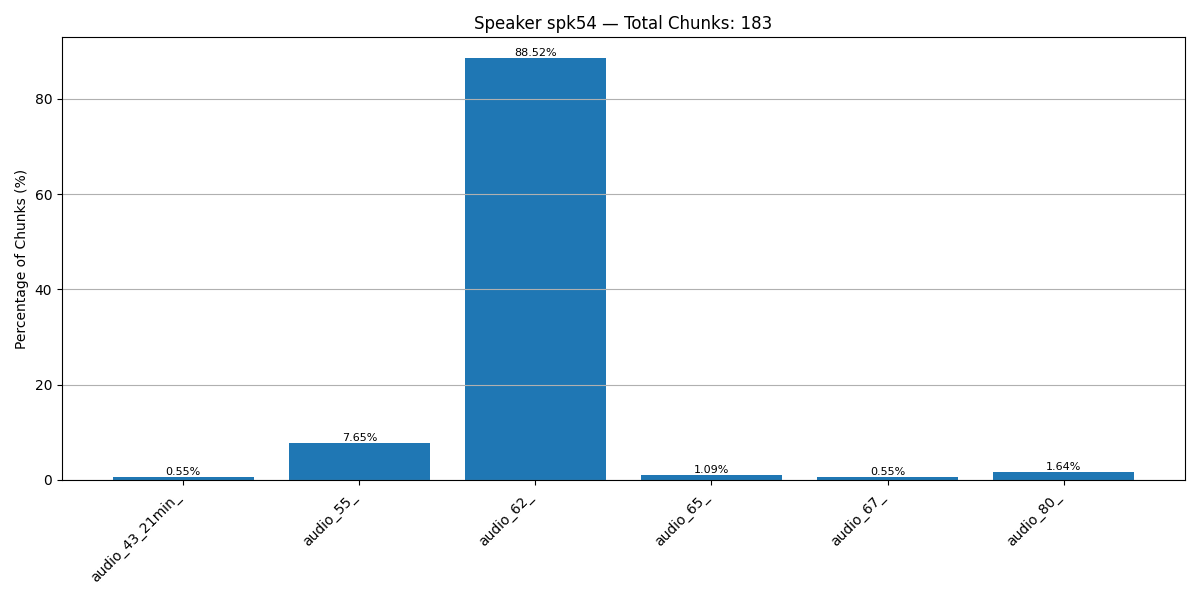 Speaker spk54 — Total Chunks: 183
Percentage of Chunks (%)
80
60
40
20
0
0.55%
7.65%
88.52%
1.09%
0.55%
1.64%
audio_43_21min_
audio_55_
audio_62_
audio_65_
audio_67_
audio_80_